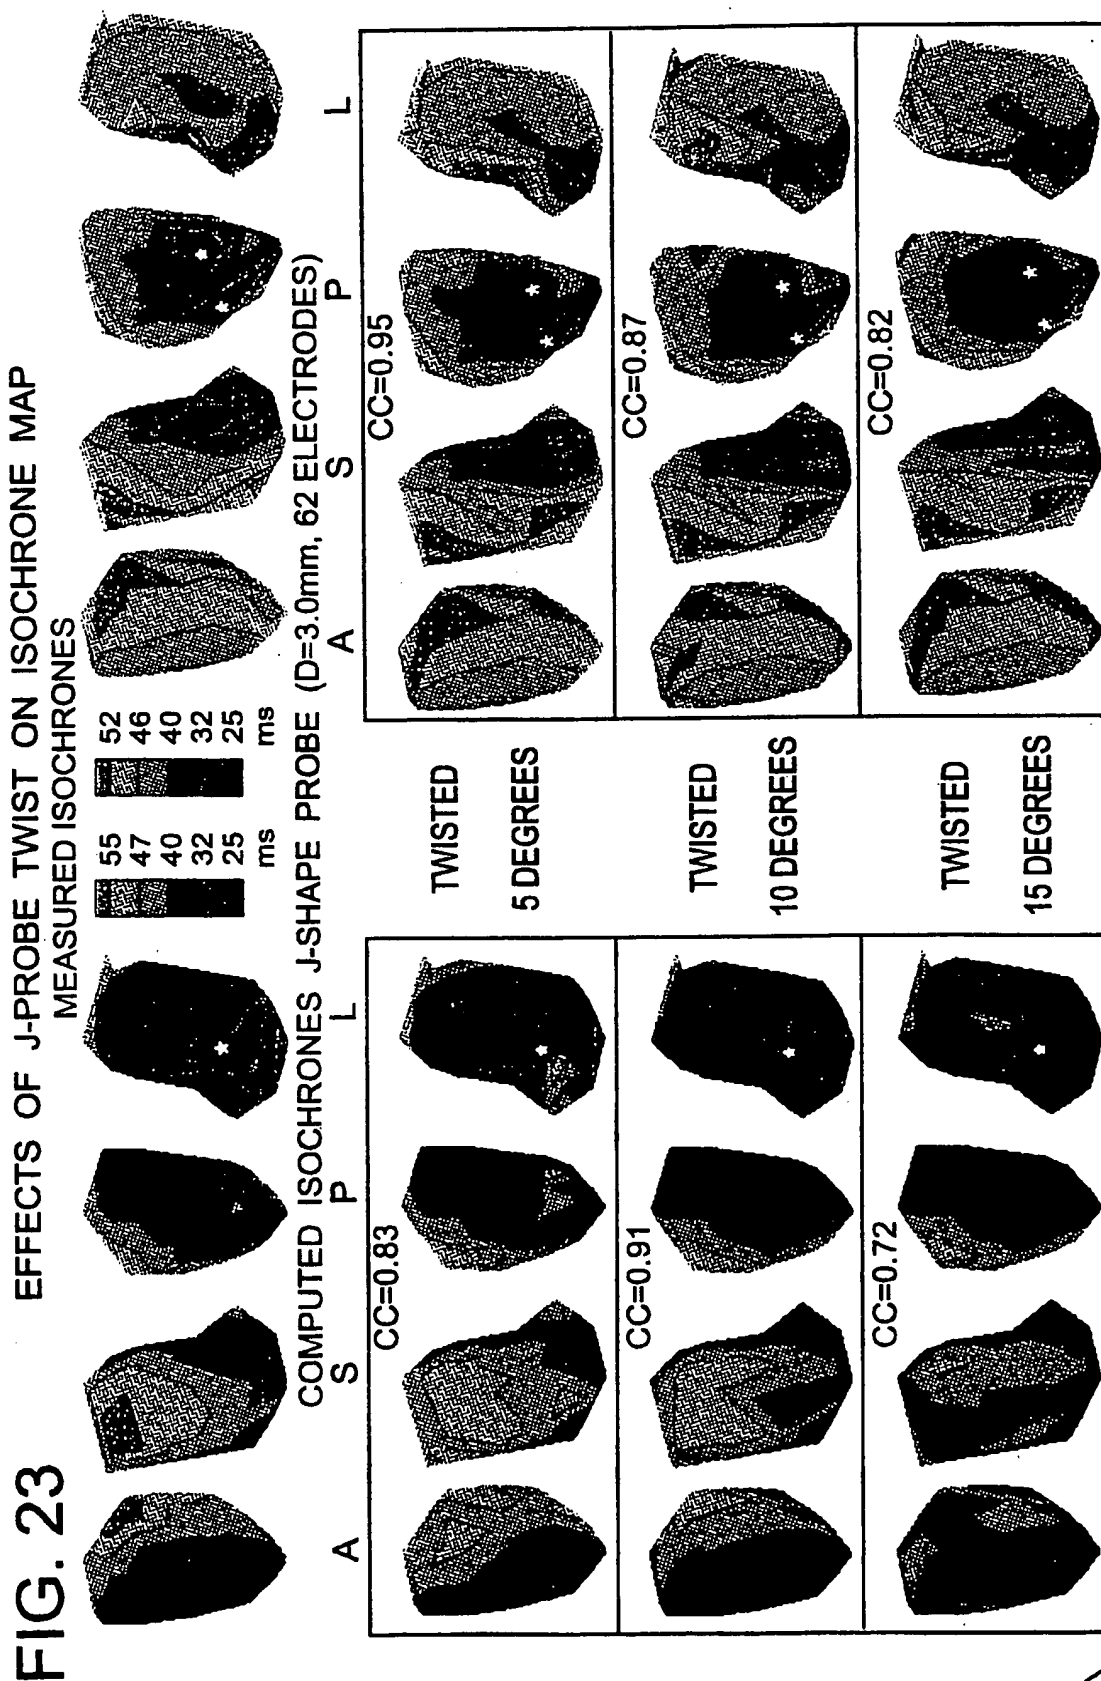 FIG. 23
EFFECTS OF J-PROBE TWIST ON ISOCHRONE MAP
MEASURED ISOCHRONES
55
47
40
32
25
ms
52
46
40
32
25
ms
COMPUTED ISOCHRONES J-SHAPE PROBE (D=3.0mm, 62 ELECTRODES)
A S P L
A S P L
CC=0.83
TWISTED
5 DEGREES
CC=0.95
CC=0.91
TWISTED
10 DEGREES
CC=0.87
CC=0.72
TWISTED
15 DEGREES
CC=0.82